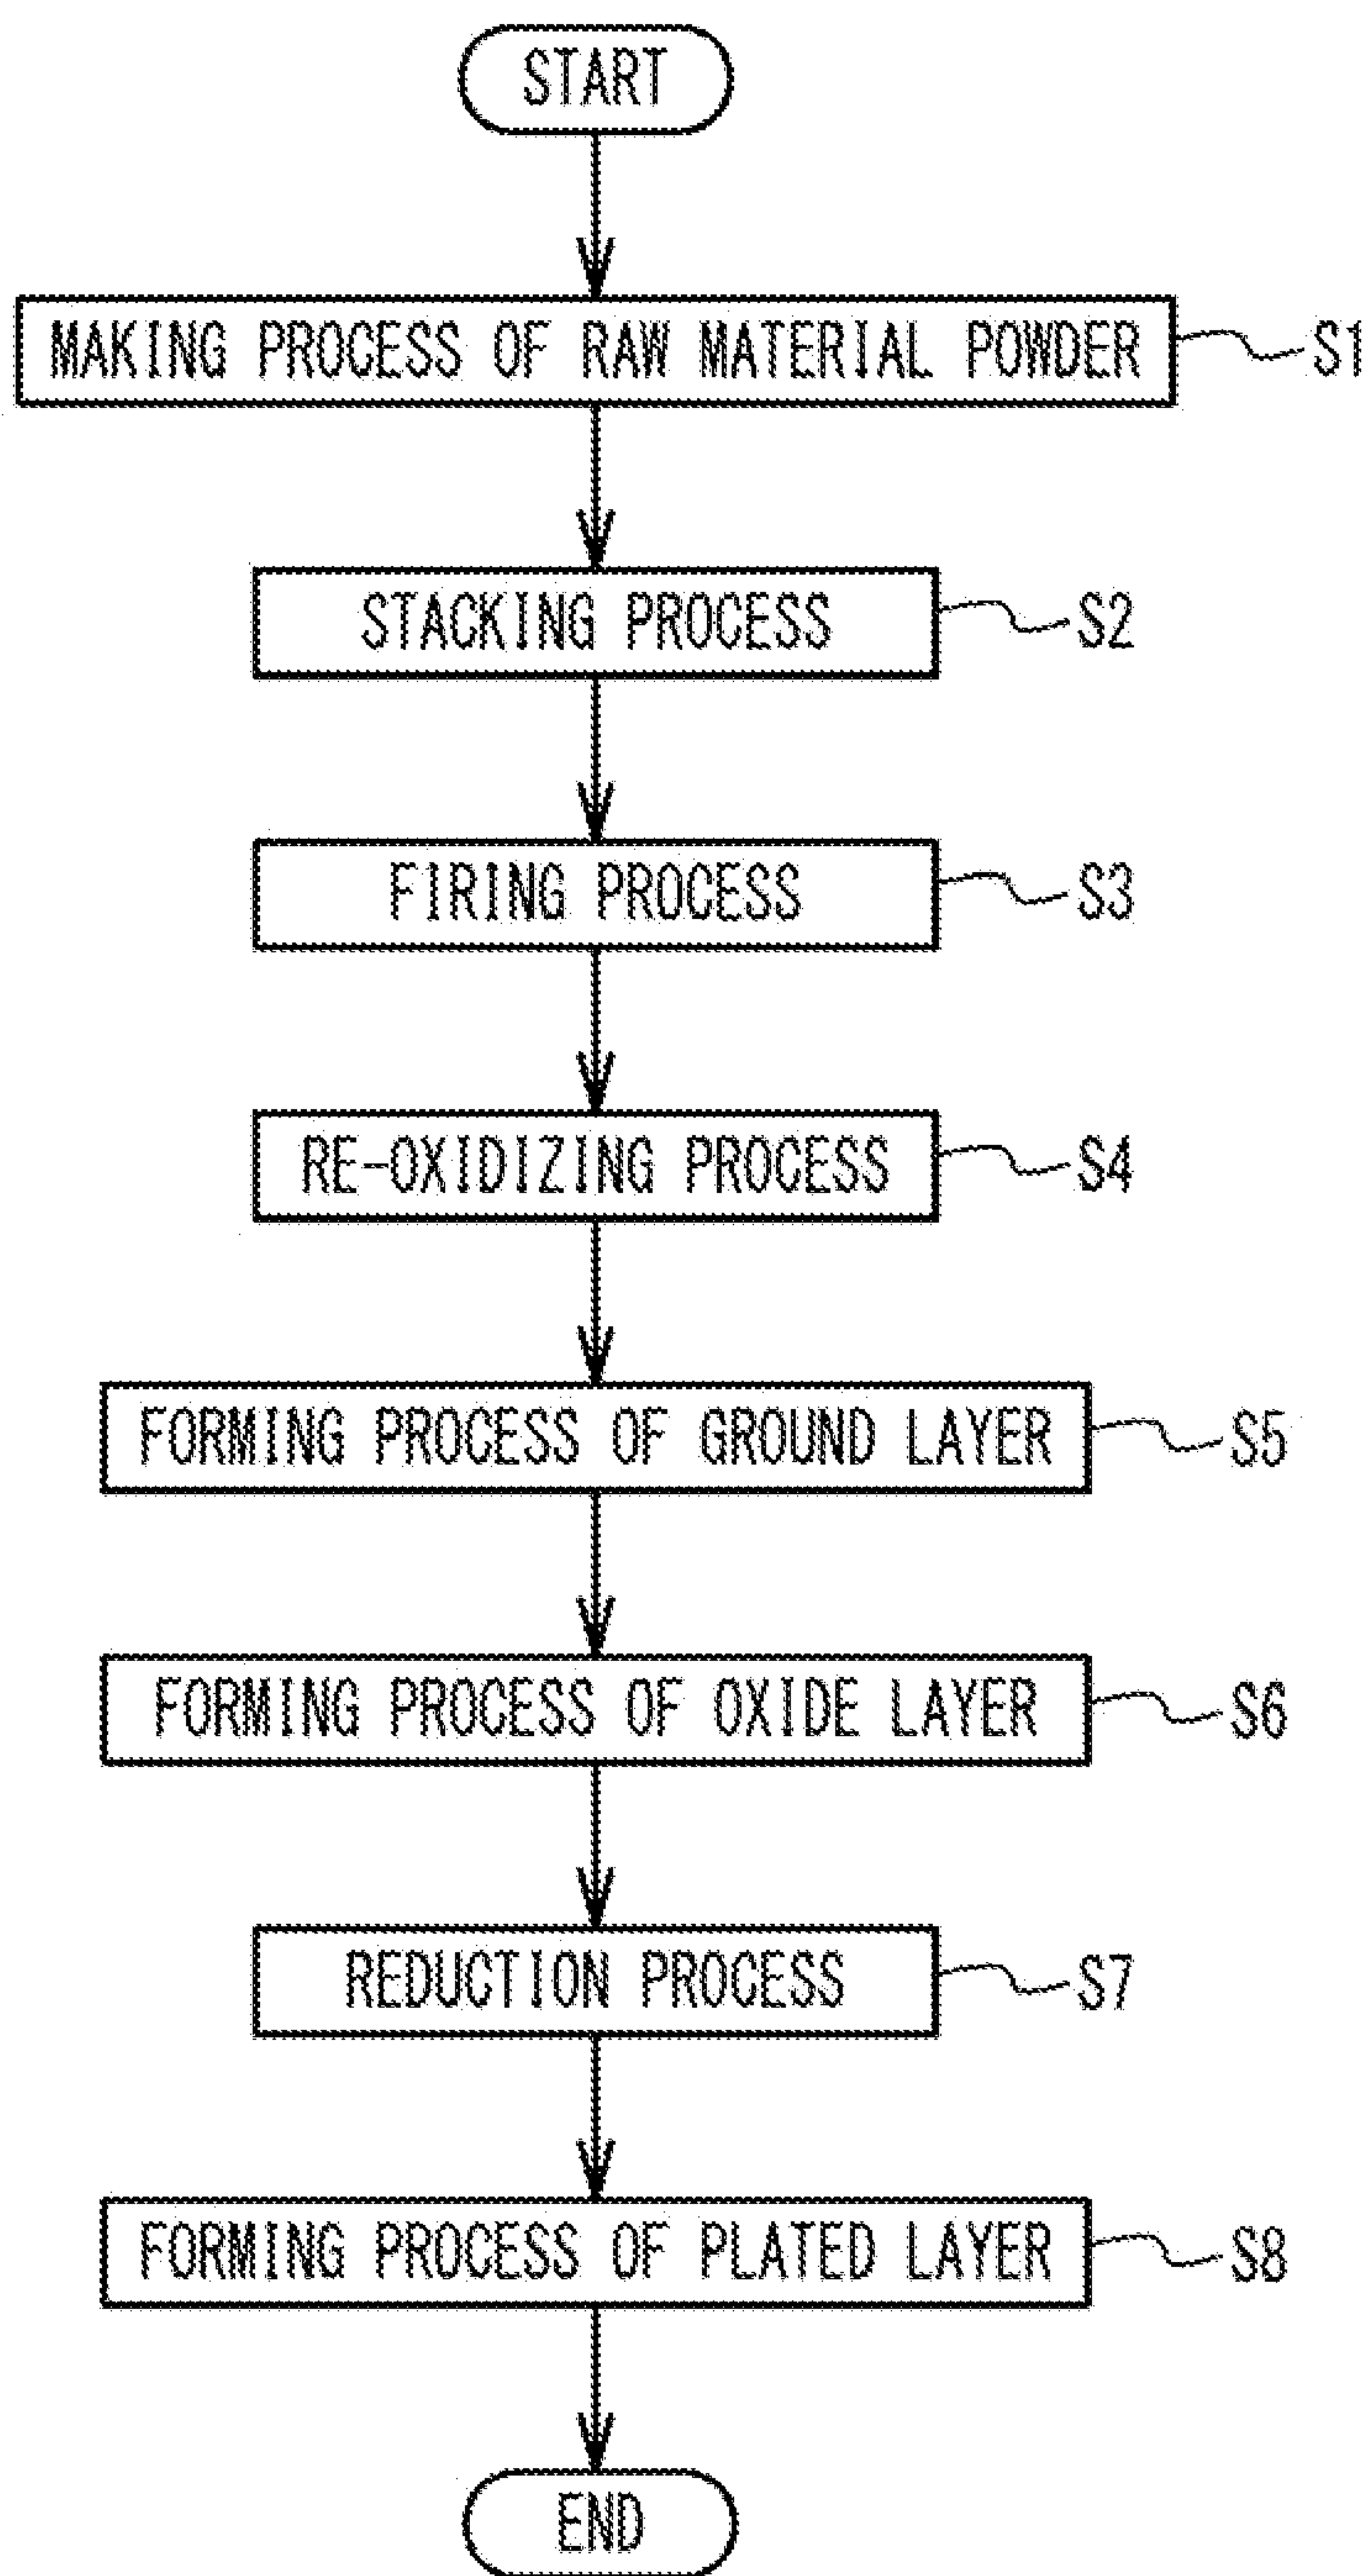 START
MAKING PROCESS OF RAW MATERIAL POWDER
S1
STACKING PROCESS
S2
FIRING PROCESS
S3
RE-OXIDIZING PROCESS
S4
FORMING PROCESS OF GROUND LAYER
S5
FORMING PROCESS OF OXIDE LAYER
S6
REDUCTION PROCESS
S7
FORMING PROCESS OF PLATED LAYER
S8
END